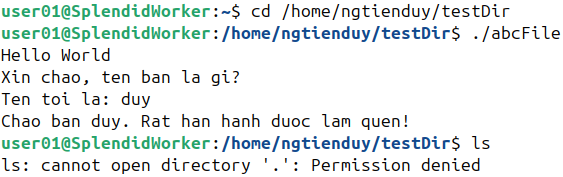 user01@SplendidWorker:~$ cd /home/ngtienduy/testDir
user01@SplendidWorker:/home/ngtienduy/testDir$ ./abcFile
Hello World
Xin chao, ten ban la gi?
Ten toi la: duy
Chao ban duy. Rat han hanh duoc lam quen!
user01@SplendidWorker:/home/ngtienduy/testDir$ ls
ls: cannot open directory '.': Permission denied